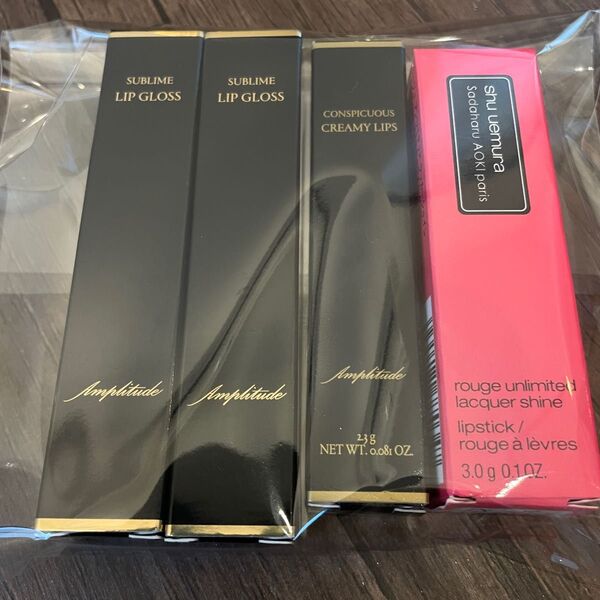 SUBLIME
LIP GLOSS
Amplitude
SUBLIME
LIP GLOSS
Amplitude
CONSPICUOUS
CREAMY LIPS
Amplitude
2.3 g
NET WT. 0.081 OZ.
shu uemura
Sadaharu AOKI paris
rouge unlimited
lacquer shine
lipstick /
rouge à lèvres
3.0 g 0.1 OZ.